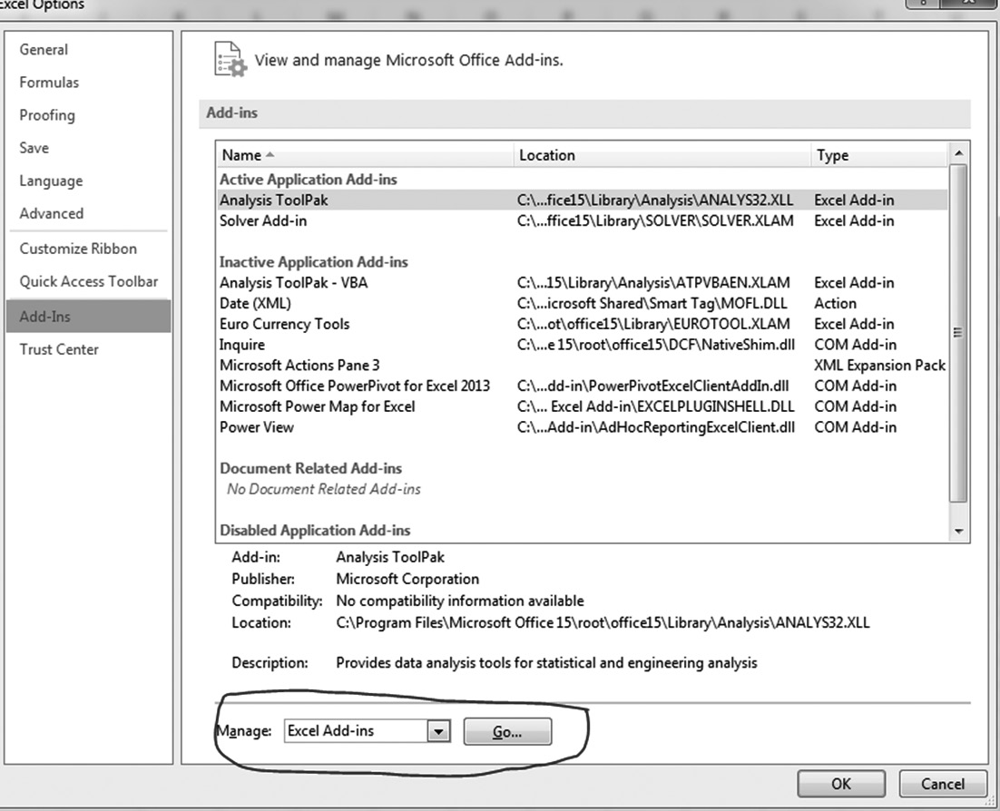 Excel Options
General
Formulas
Proofing
Save
Language
Advanced
Customize Ribbon
Quick Access Toolbar
Add-Ins
Trust Center
View and manage Microsoft Office Add-ins.
Add-ins
Name Location Type
Active Application Add-ins
Analysis ToolPak C:\...fice15\Library\Analysis\ANALYS32.XLL Excel Add-in
Solver Add-in C:\...ffice15\Library\SOLVER\SOLVER.XLAM Excel Add-in
Inactive Application Add-ins
Analysis ToolPak - VBA C:\...15\Library\Analysis\ATPVBAEN.XLAM Excel Add-in
Date (XML) C:\...icrosoft Shared\Smart Tag\MOFL.DLL Action
Euro Currency Tools C:\...ot\office15\Library\EUROTOOL.XLAM Excel Add-in
Inquire C:\...e 15\root\office15\DCF\NativeShim.dll COM Add-in
Microsoft Actions Pane 3 XML Expansion Pack
Microsoft Office PowerPivot for Excel 2013 C:\...dd-in\PowerPivotExcelClientAddIn.dll COM Add-in
Microsoft Power Map for Excel C:\... Excel Add-in\EXCELPLUGINSHELL.DLL COM Add-in
Power View C:\...Add-in\AdHocReportingExcelClient.dll COM Add-in
Document Related Add-ins
No Document Related Add-ins
Disabled Application Add-ins
Add-in: Analysis ToolPak
Publisher: Microsoft Corporation
Compatibility: No compatibility information available
Location: C:\Program Files\Microsoft Office 15\root\office15\Library\Analysis\ANALYS32.XLL
Description: Provides data analysis tools for statistical and engineering analysis
Manage: Excel Add-ins Go...
OK Cancel